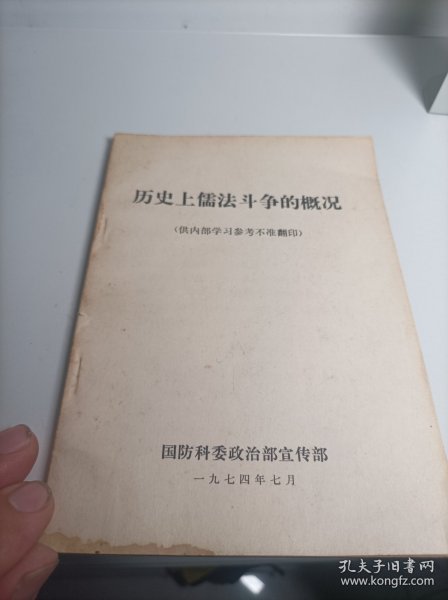 历史上儒法斗争的概况
（供内部学习参考不准翻印）
国防科委政治部宣传部
一九七四年七月
孔夫子旧书网
www.kongfz.com